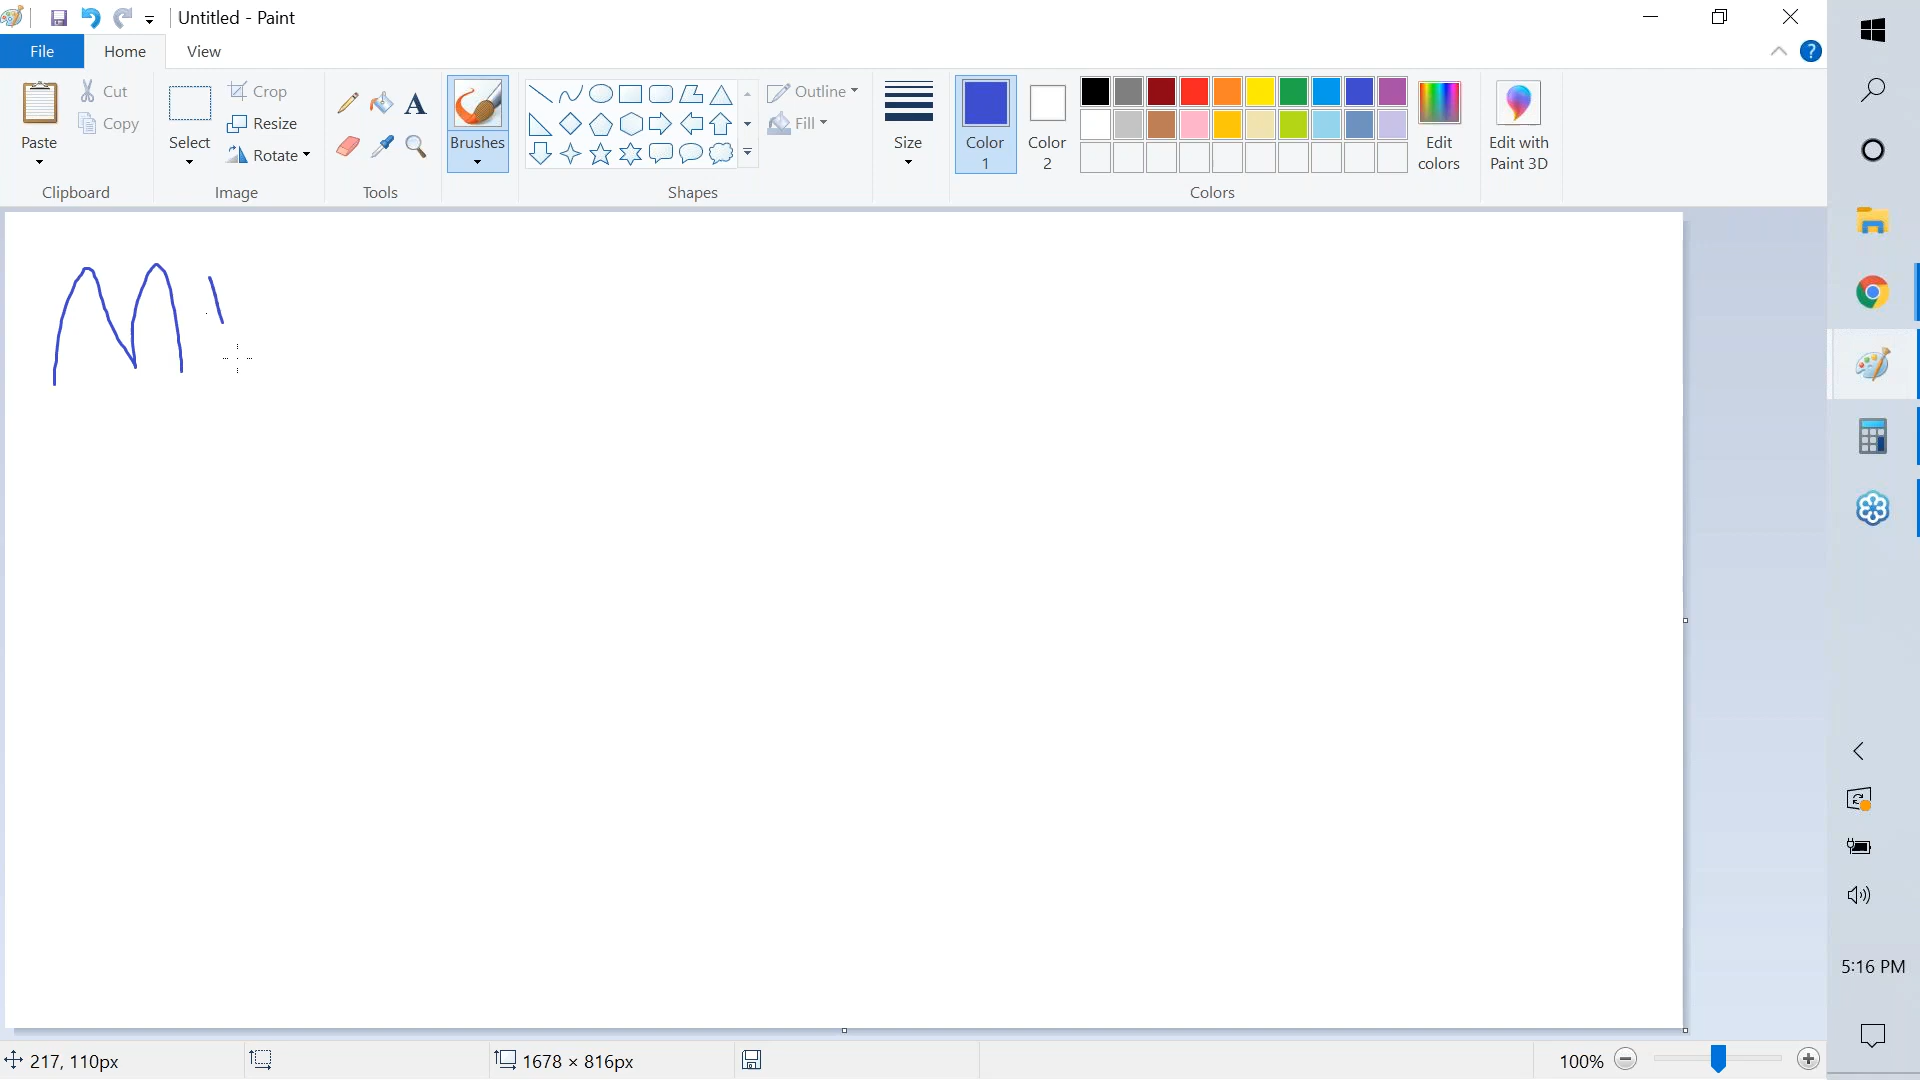 Untitled - Paint
File Home View
Cut
Copy
Paste
Clipboard
Select
Crop
Resize
Rotate
Image
A
Tools
Brushes
Outline
Fill
Shapes
Size
Color 1
Color 2
Edit colors
Colors
Edit with Paint 3D
?
M
217, 110px
1678 × 816px
100%
5:16 PM